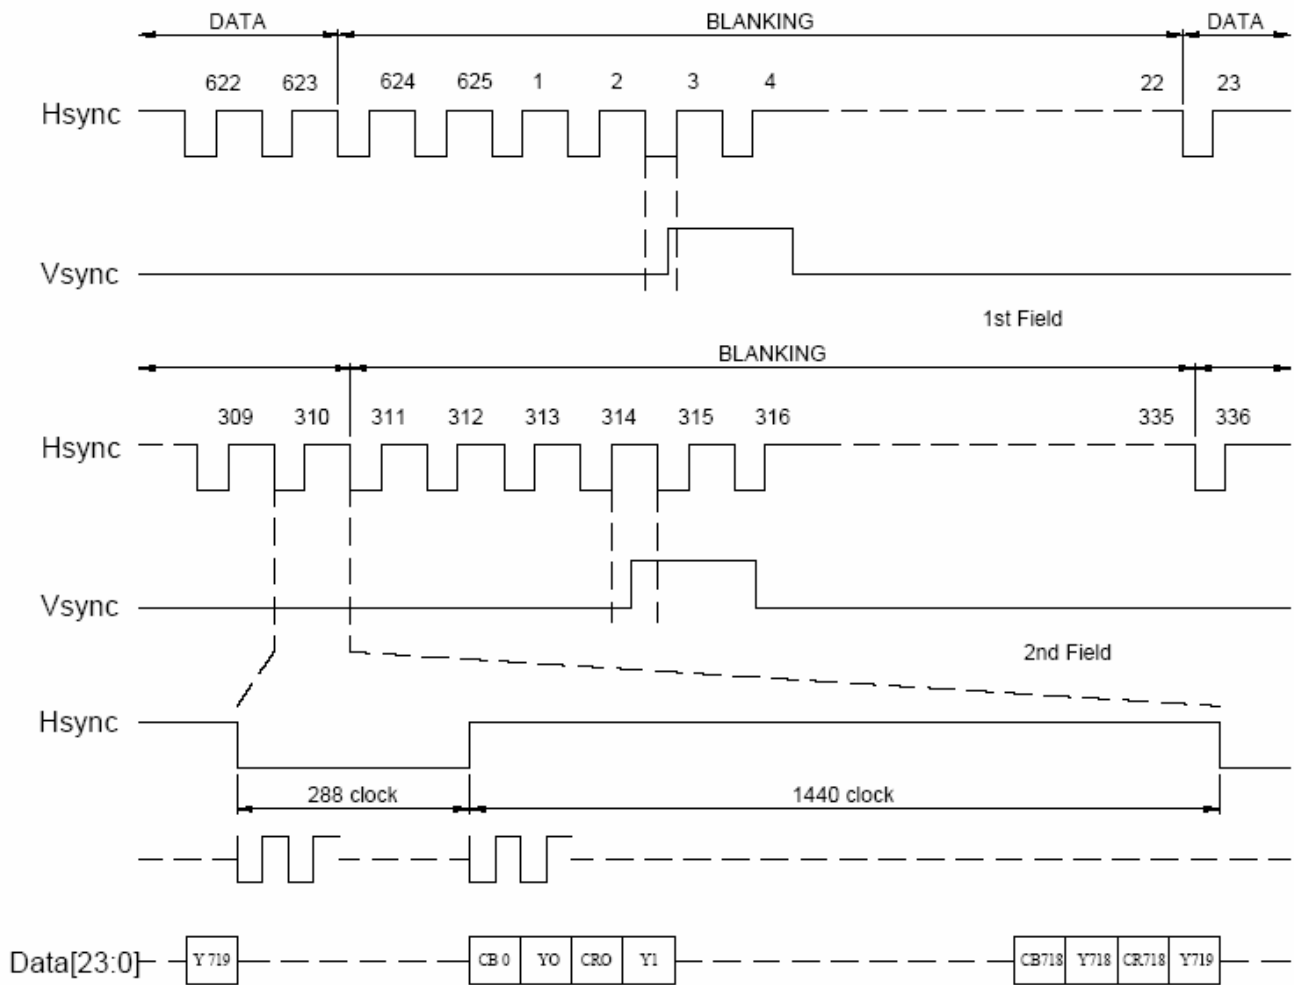 DATA BLANKING DATA
622 623 624 625 1 2 3 4 22 23
Hsync
Vsync
1st Field
BLANKING
309 310 311 312 313 314 315 316 335 336
Hsync
Vsync
2nd Field
Hsync
288 clock 1440 clock
Data[23:0] Y 719 CB 0 YO CRO Y1 CB718 Y718 CR718 Y719